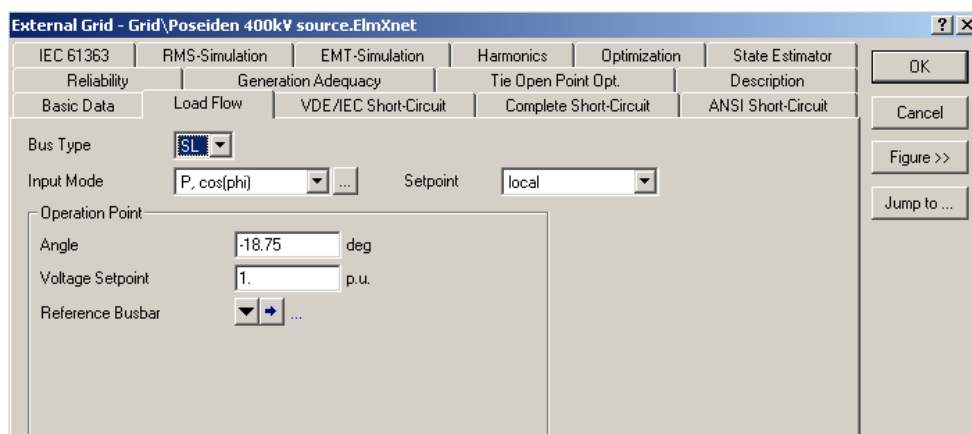 External Grid - Grid\Poseiden 400kV source.ElmXnet
IEC 61363 RMS-Simulation EMT-Simulation Harmonics Optimization State Estimator
Reliability Generation Adequacy Tie Open Point Opt. Description
Basic Data Load Flow VDE/IEC Short-Circuit Complete Short-Circuit ANSI Short-Circuit
OK
Cancel
Figure >>
Jump to ...
Bus Type SL
Input Mode P, cos(phi) ... Setpoint local
Operation Point
Angle -18.75 deg
Voltage Setpoint 1. p.u.
Reference Busbar ...